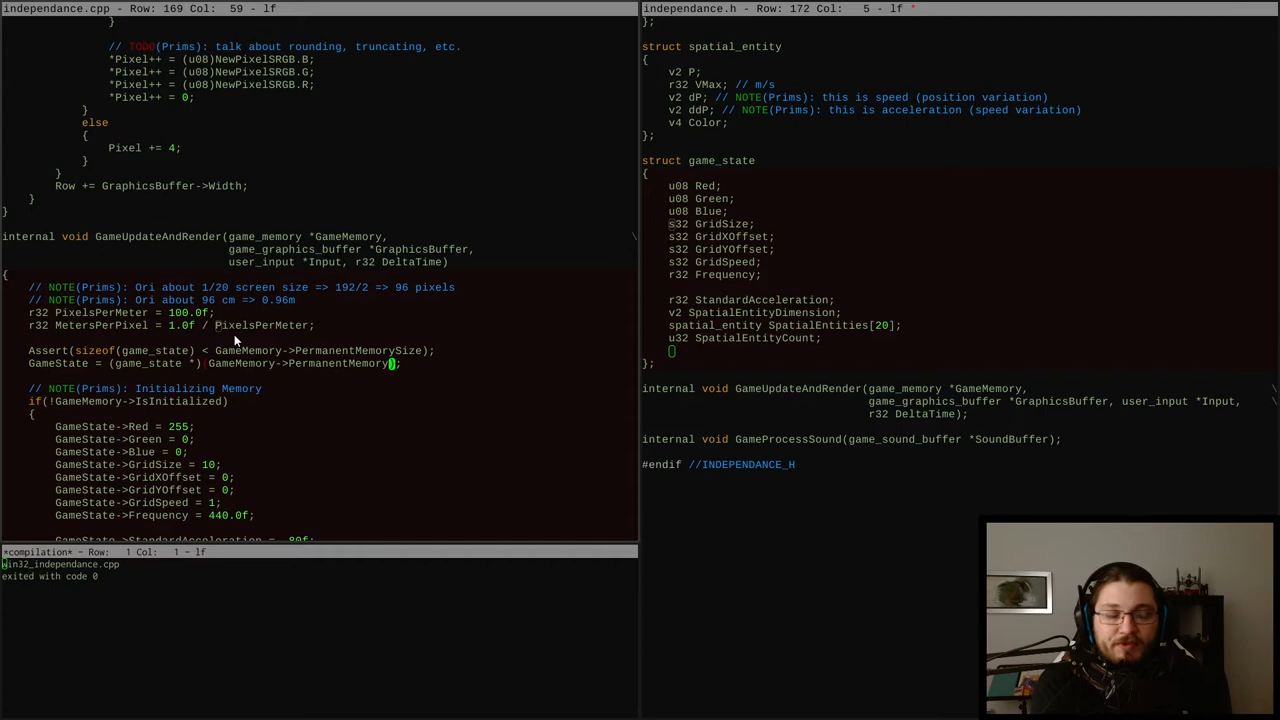 independance.cpp - Row: 169 Col:  59 - lf
}
// TODO(Prims): talk about rounding, truncating, etc.
*Pixel++ = (u08)NewPixelSRGB.B;
*Pixel++ = (u08)NewPixelSRGB.G;
*Pixel++ = (u08)NewPixelSRGB.R;
*Pixel++ = 0;
}
else
{
Pixel += 4;
}
}
Row += GraphicsBuffer->Width;
}
}
internal void GameUpdateAndRender(game_memory *GameMemory, \
game_graphics_buffer *GraphicsBuffer,
user_input *Input, r32 DeltaTime)
{
// NOTE(Prims): Ori about 1/20 screen size => 192/2 => 96 pixels
// NOTE(Prims): Ori about 96 cm => 0.96m
r32 PixelsPerMeter = 100.0f;
r32 MetersPerPixel = 1.0f / PixelsPerMeter;
Assert(sizeof(game_state) < GameMemory->PermanentMemorySize);
GameState = (game_state *)(GameMemory->PermanentMemory);
// NOTE(Prims): Initializing Memory
if(!GameMemory->IsInitialized)
{
GameState->Red = 255;
GameState->Green = 0;
GameState->Blue = 0;
GameState->GridSize = 10;
GameState->GridXOffset = 0;
GameState->GridYOffset = 0;
GameState->GridSpeed = 1;
GameState->Frequency = 440.0f;
GameState->StandardAcceleration = 80f;
*compilation* - Row:  1 Col:  1 - lf
win32_independance.cpp
exited with code 0
independance.h - Row: 172 Col:  5 - lf *
};
struct spatial_entity
{
v2 P;
r32 VMax; // m/s
v2 dP; // NOTE(Prims): this is speed (position variation)
v2 ddP; // NOTE(Prims): this is acceleration (speed variation)
v4 Color;
};
struct game_state
{
u08 Red;
u08 Green;
u08 Blue;
s32 GridSize;
s32 GridXOffset;
s32 GridYOffset;
s32 GridSpeed;
r32 Frequency;
r32 StandardAcceleration;
v2 SpatialEntityDimension;
spatial_entity SpatialEntities[20];
u32 SpatialEntityCount;
};
internal void GameUpdateAndRender(game_memory *GameMemory, \
game_graphics_buffer *GraphicsBuffer, user_input *Input, \
r32 DeltaTime);
internal void GameProcessSound(game_sound_buffer *SoundBuffer);
#endif //INDEPENDANCE_H